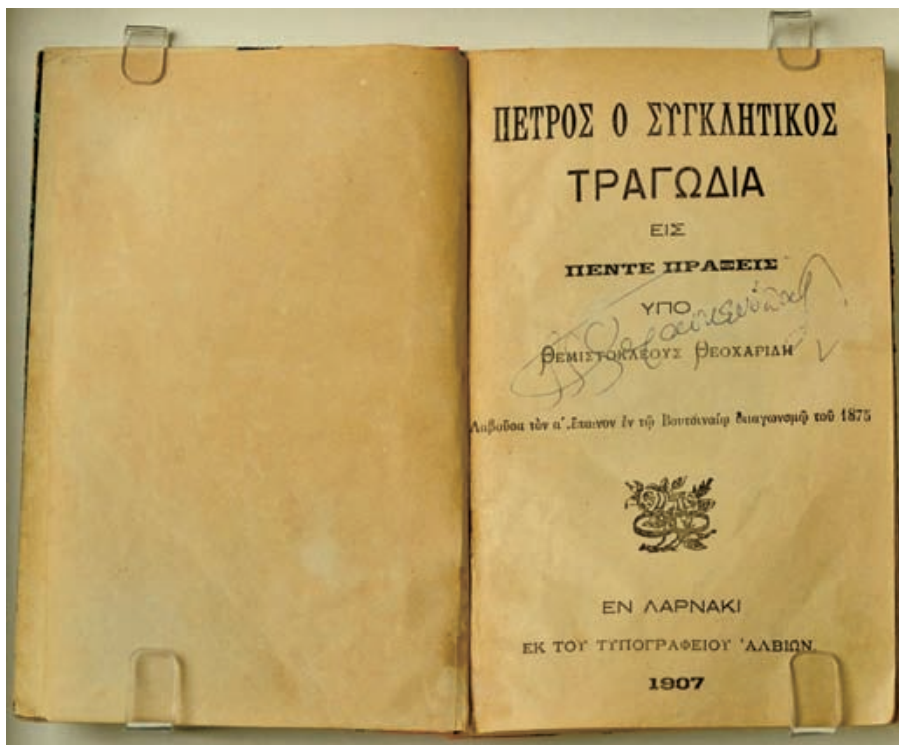 ΠΕΤΡΟΣ Ο ΣΥΓΚΛΗΤΙΚΟΣ
ΤΡΑΓΩΔΙΑ
ΕΙΣ
ΠΕΝΤΕ ΠΡΑΞΕΙΣ
ΥΠΟ
ΘΕΜΙΣΤΟΚΛΕΟΥΣ ΘΕΟΧΑΡΙΔΗ
Λαβοῦσα τὸν α΄. ἔπαινον ἐν τῷ Βουτσιναίῳ διαγωνισμῷ τοῦ 1875
ΕΝ ΛΑΡΝΑΚΙ
ΕΚ ΤΟΥ ΤΥΠΟΓΡΑΦΕΙΟΥ ἌΛΒΙΩΝ.
1907